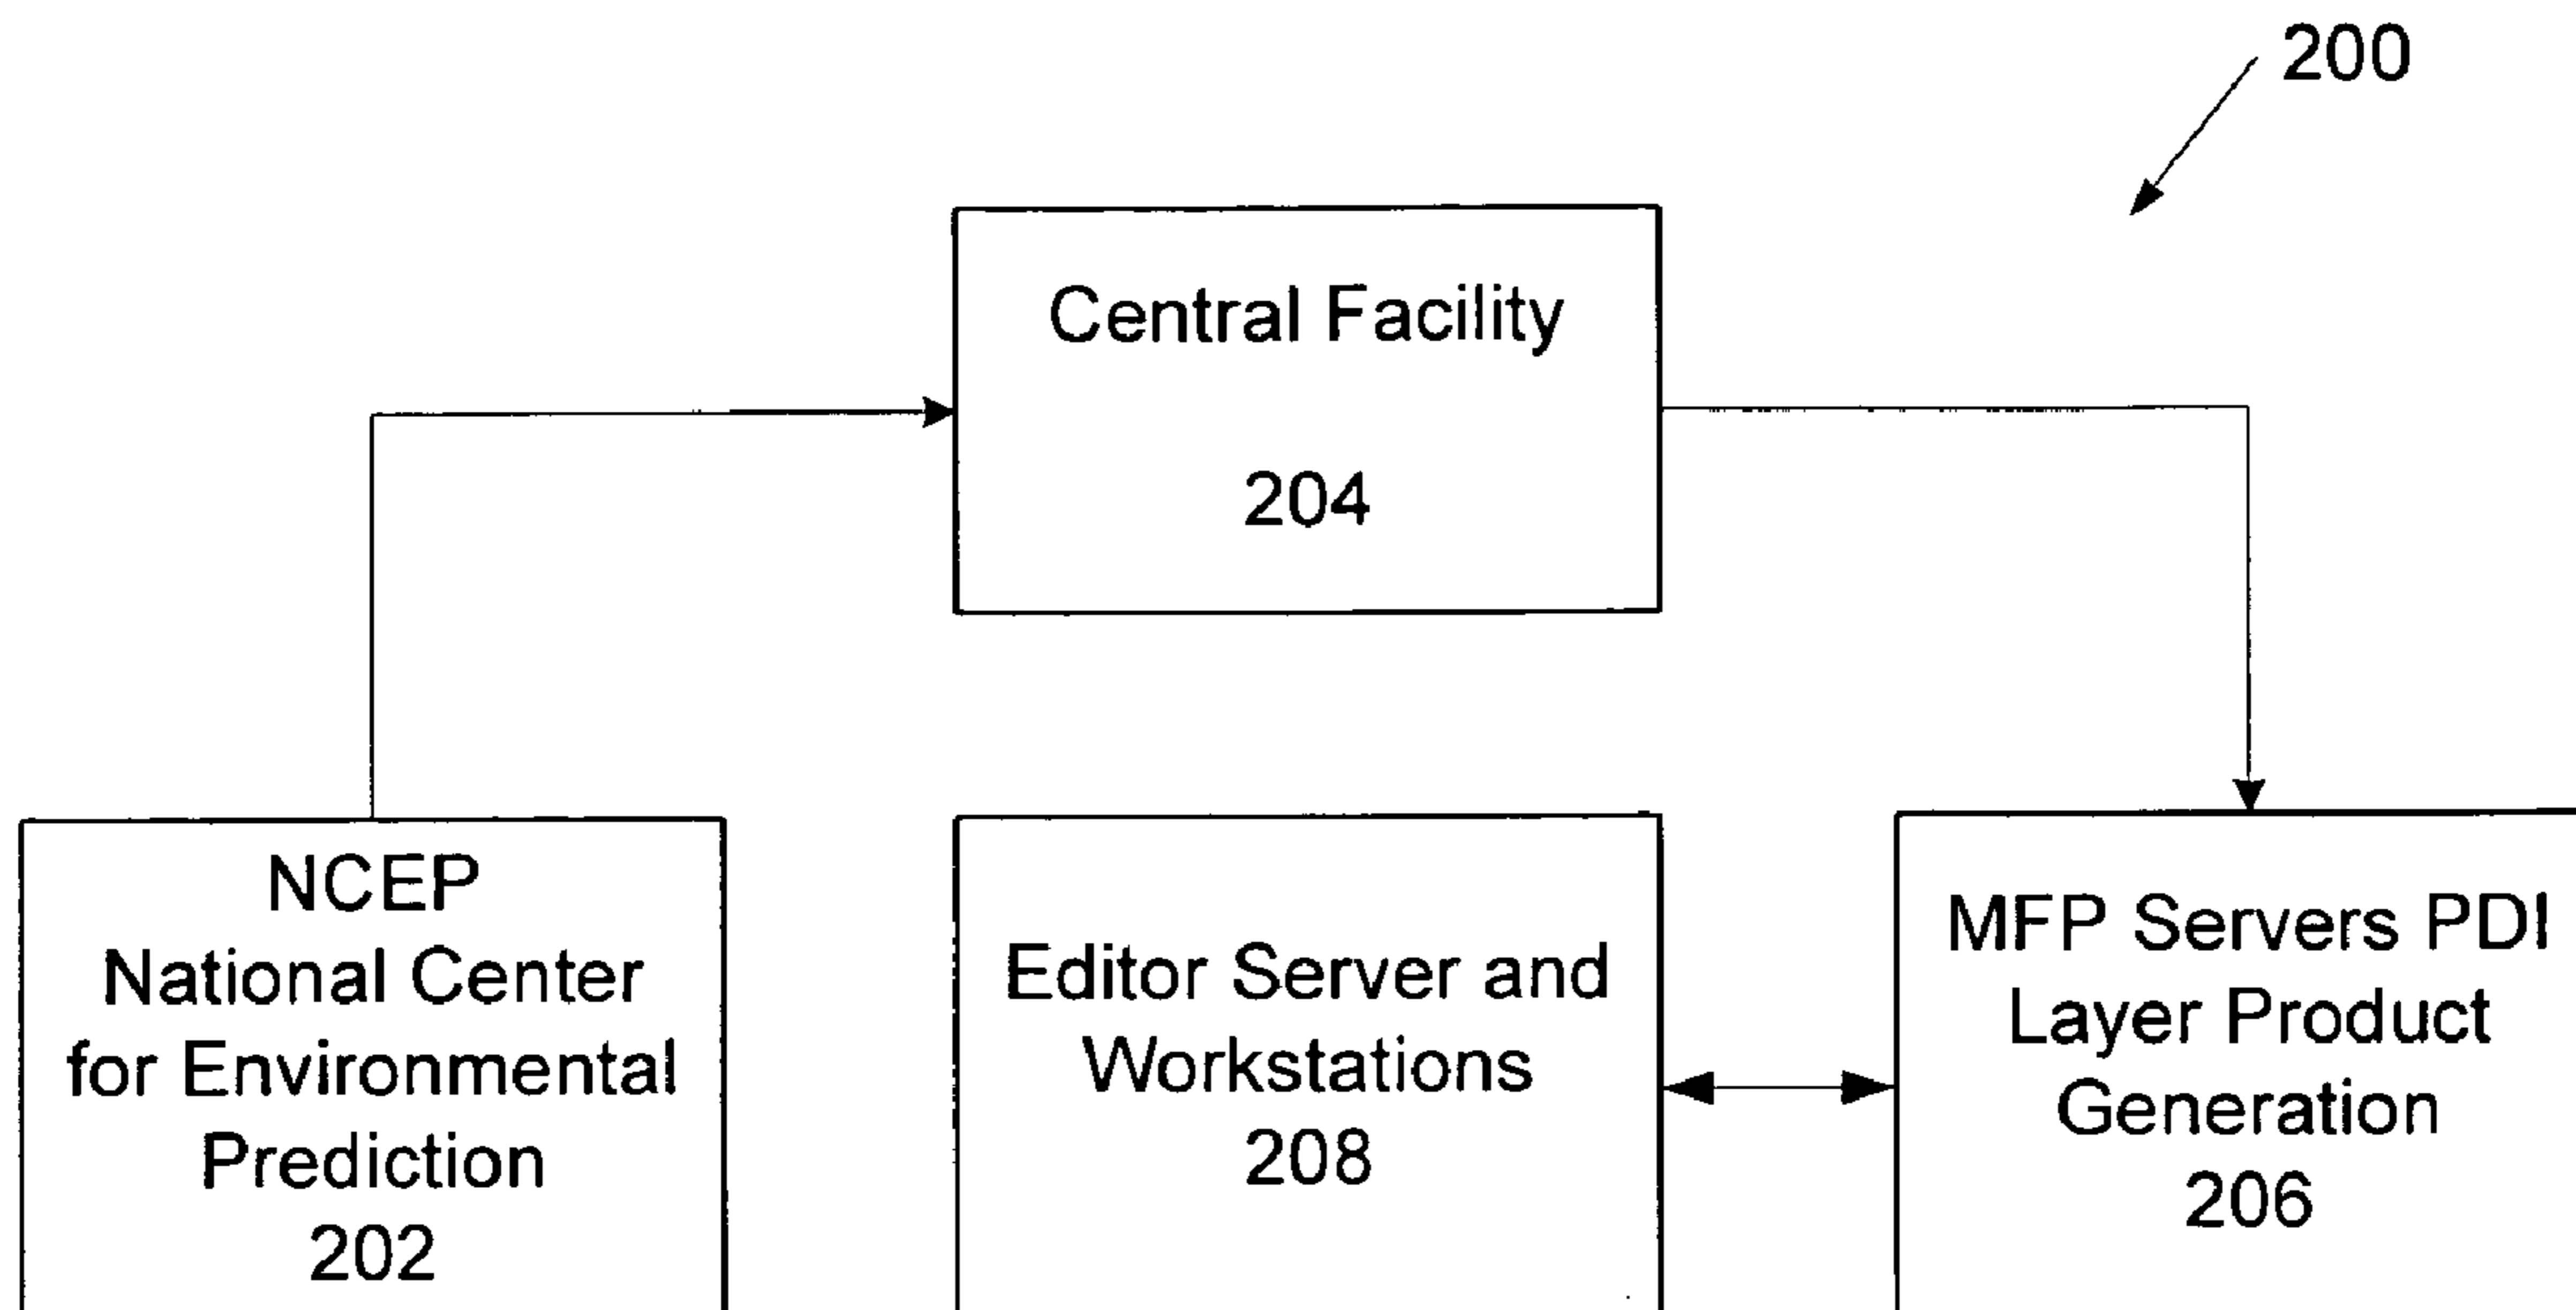 200
Central Facility
204
NCEP
National Center
for Environmental
Prediction
202
Editor Server and
Workstations
208
MFP Servers PDI
Layer Product
Generation
206